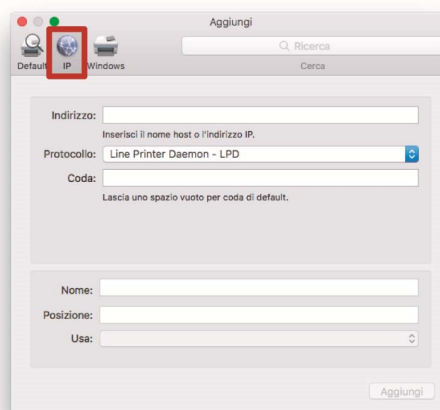 Aggiungi
Ricerca
Default IP Windows Cerca
Indirizzo:
Inserisci il nome host o l'indirizzo IP.
Protocollo: Line Printer Daemon - LPD
Coda:
Lascia uno spazio vuoto per coda di default.
Nome:
Posizione:
Usa:
Aggiungi